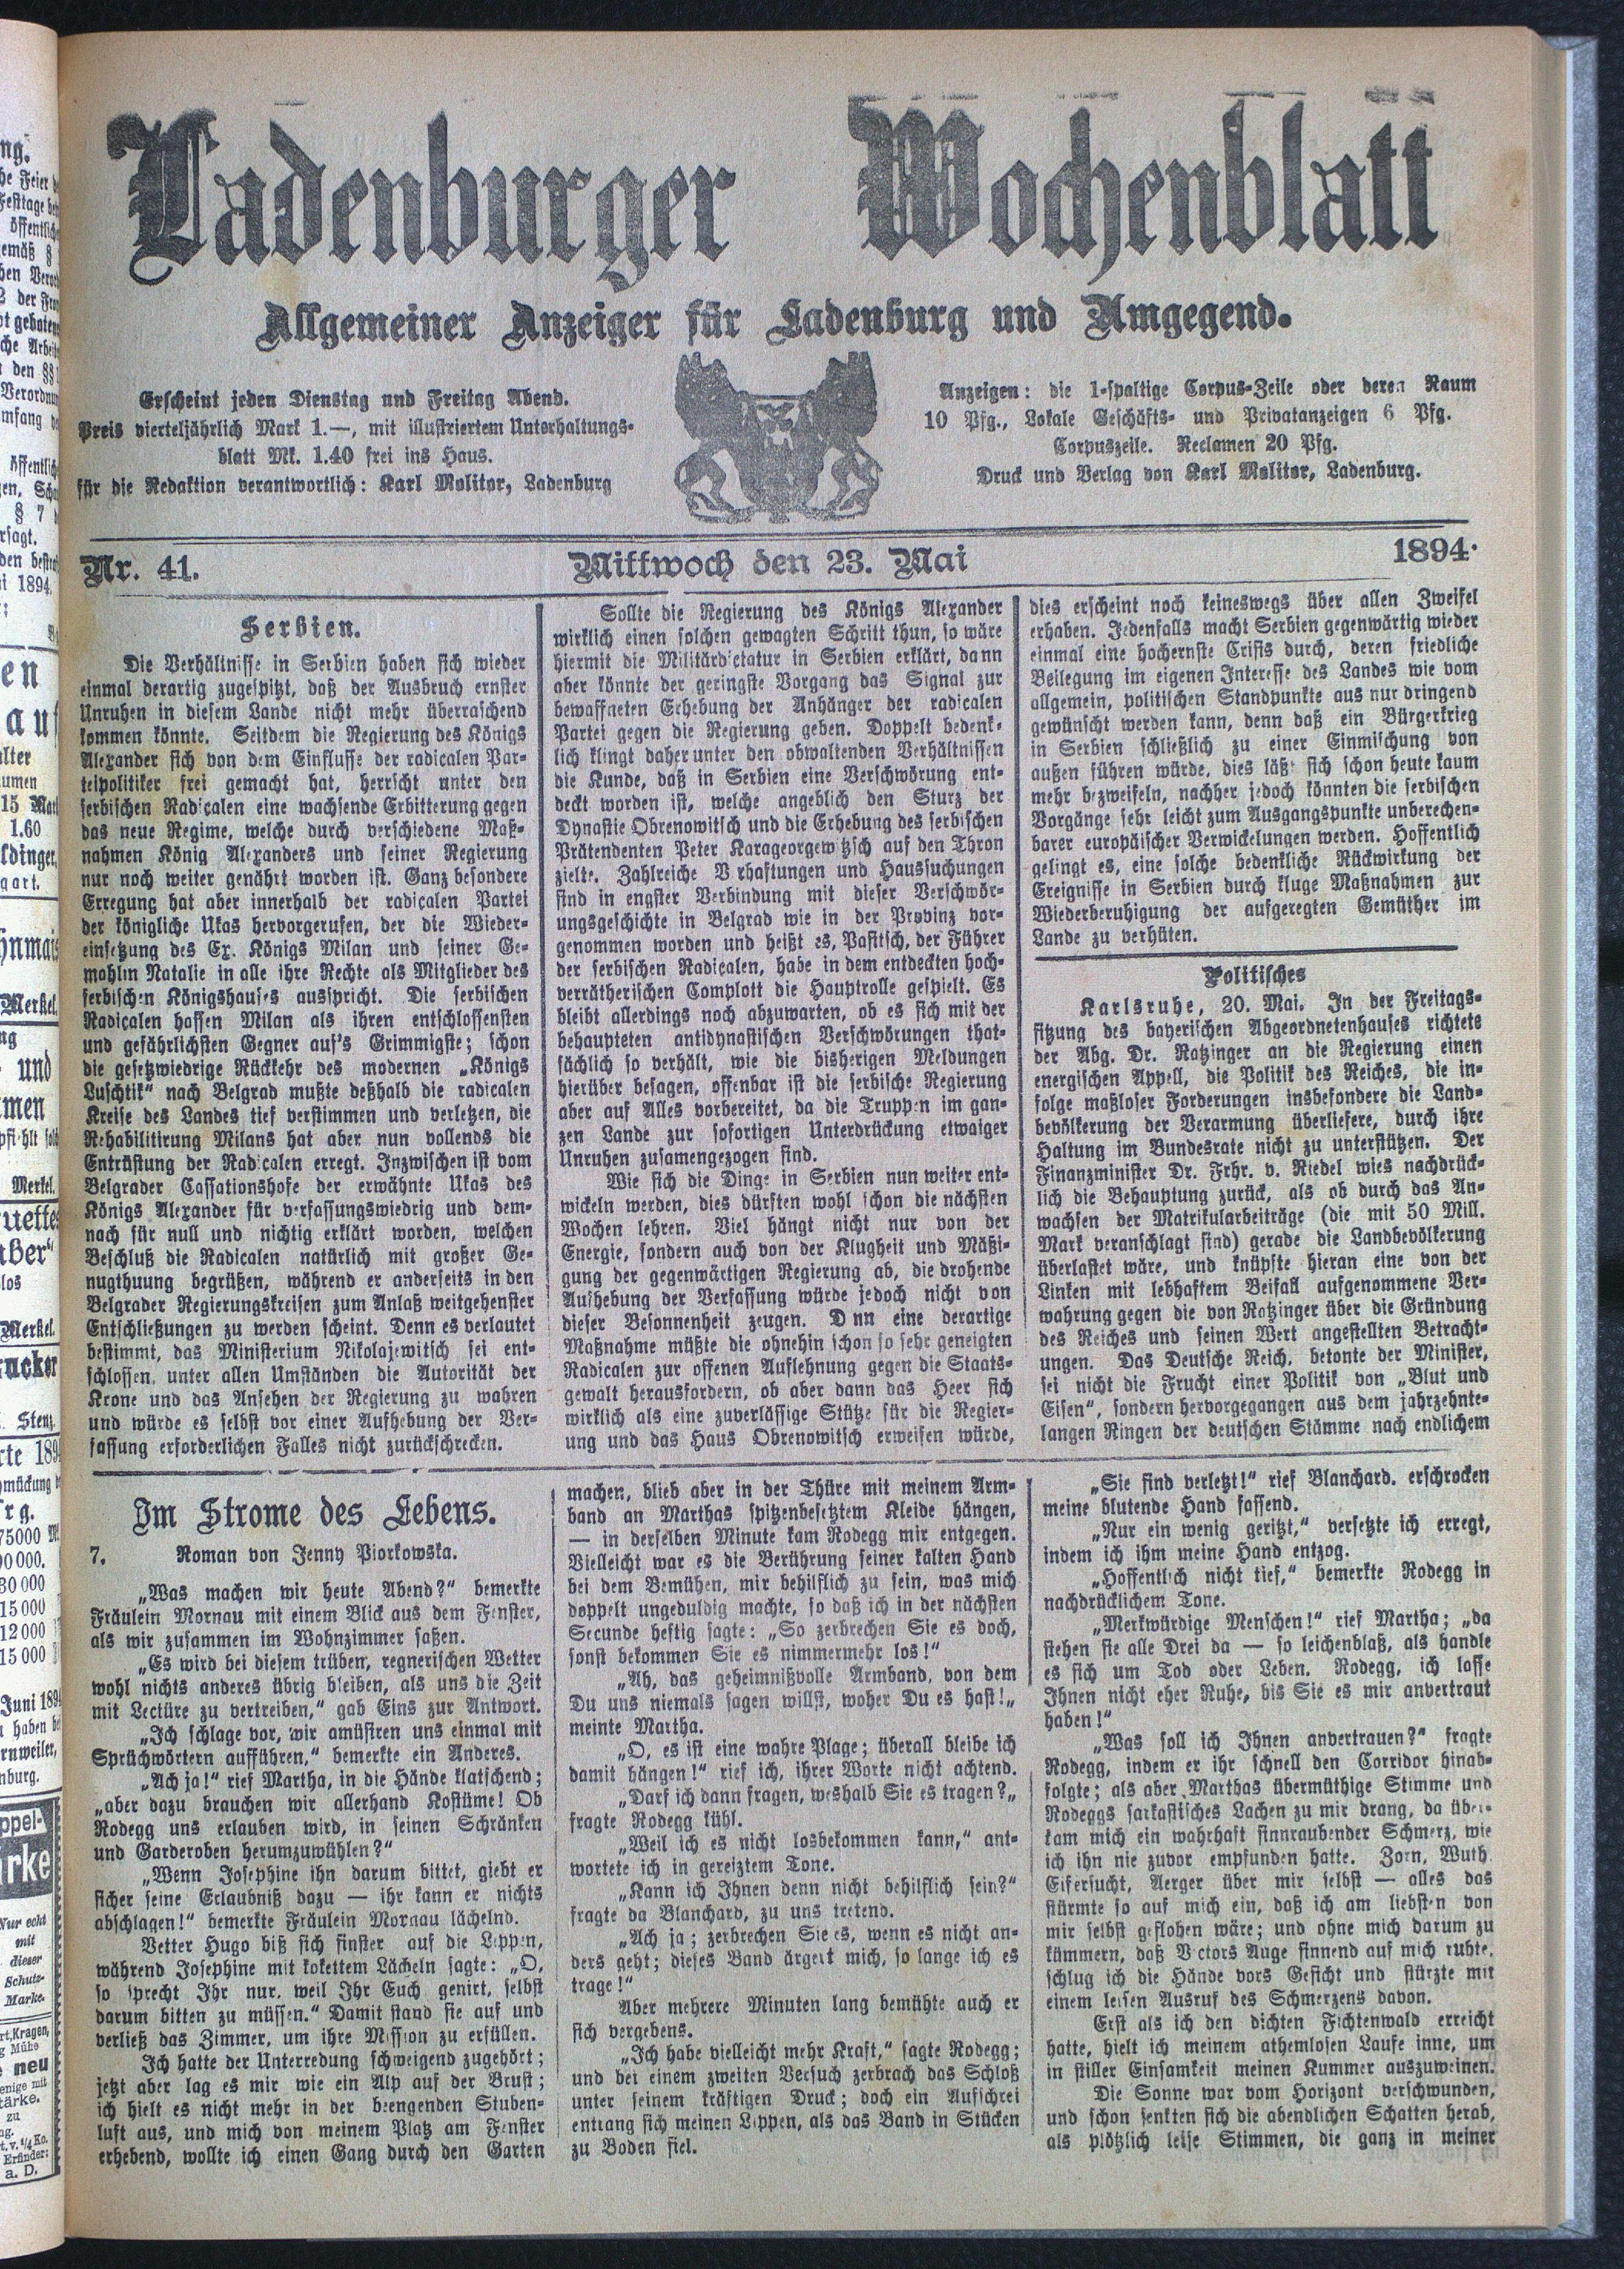 Ladenburger Wochenblatt
Allgemeiner Anzeiger für Ladenburg und Umgegend.
Erscheint jeden Dienstag und Freitag Abend.
Preis vierteljährlich Mark 1.—, mit illustriertem Unterhaltungs-
blatt Mk. 1.40 frei ins Haus.
für die Redaktion verantwortlich: Karl Molitor, Ladenburg
Anzeigen: die 1-spaltige Corpus-Zeile oder deren Raum
10 Pfg., Lokale Geschäfts- und Privatanzeigen 6 Pfg.
Corpuszeile. Reclamen 20 Pfg.
Druck und Verlag von Karl Molitor, Ladenburg.
Nr. 41. Mittwoch den 23. Mai 1894.
Serbien.
Die Verhältnisse in Serbien haben sich wieder
einmal derartig zugespitzt, daß der Ausbruch ernster
Unruhen in diesem Lande nicht mehr überraschend
kommen könnte. Seitdem die Regierung des Königs
Alexander sich von dem Einflusse der radicalen Par-
teipolitiker frei gemacht hat, herrscht unter den
serbischen Radicalen eine wachsende Erbitterung gegen
das neue Regime, welche durch verschiedene Maß-
nahmen König Alexanders und seiner Regierung
nur noch weiter genährt worden ist. Ganz besondere
Erregung hat aber innerhalb der radicalen Partei
der königliche Ukas hervorgerufen, der die Wieder-
einsetzung des Ex. Königs Milan und seiner Ge-
mahlin Natalie in alle ihre Rechte als Mitglieder des
serbischen Königshauses ausspricht. Die serbischen
Radicalen hassen Milan als ihren entschlossensten
und gefährlichsten Gegner auf's Grimmigste; schon
die gesetzwiedrige Rückkehr des modernen „Königs
Luschtik“ nach Belgrad mußte deßhalb die radicalen
Kreise des Landes tief verstimmen und verletzen, die
Rehabilitirung Milans hat aber nun vollends die
Entrüstung der Radicalen erregt. Inzwischen ist vom
Belgrader Cassationshofe der erwähnte Ukas des
Königs Alexander für verfassungswiedrig und dem-
nach für null und nichtig erklärt worden, welchen
Beschluß die Radicalen natürlich mit großer Ge-
nugthuung begrüßen, während er anderseits in den
Belgrader Regierungskreisen zum Anlaß weitgehenster
Entschließungen zu werden scheint. Denn es verlautet
bestimmt, das Ministerium Nikolajewitsch sei ent-
schlossen, unter allen Umständen die Autorität der
Krone und das Ansehen der Regierung zu wahren
und würde es selbst vor einer Aufhebung der Ver-
fassung erforderlichen Falles nicht zurückschrecken.
Sollte die Regierung des Königs Alexander
wirklich einen solchen gewagten Schritt thun, so wäre
hiermit die Militärdictatur in Serbien erklärt, dann
aber könnte der geringste Vorgang das Signal zur
bewaffneten Erhebung der Anhänger der radicalen
Partei gegen die Regierung geben. Doppelt bedenk-
lich klingt daher unter den obwaltenden Verhältnissen
die Kunde, daß in Serbien eine Verschwörung ent-
deckt worden ist, welche angeblich den Sturz der
Dynastie Obrenowitsch und die Erhebung des serbischen
Prätendenten Peter Karageorgewitzsch auf den Thron
zielte. Zahlreiche V rhaftungen und Haussuchungen
sind in engster Verbindung mit dieser Verschwör-
ungsgeschichte in Belgrad wie in der Provinz vor-
genommen worden und heißt es, Pasitsch, der Führer
der serbischen Radicalen, habe in dem entdeckten hoch-
verrätherischen Complott die Hauptrolle gespielt. Es
bleibt allerdings noch abzuwarten, ob es sich mit der
behaupteten antidynastischen Verschwörungen that-
sächlich so verhält, wie die bisherigen Meldungen
hierüber besagen, offenbar ist die serbische Regierung
aber auf Alles vorbereitet, da die Truppen im gan-
zen Lande zur sofortigen Unterdrückung etwaiger
Unruhen zusamengezogen sind.
Wie sich die Dinge in Serbien nun weiter ent-
wickeln werden, dies dürften wohl schon die nächsten
Wochen lehren. Viel hängt nicht nur von der
Energie, sondern auch von der Klugheit und Mäßi-
gung der gegenwärtigen Regierung ab, die drohende
Aufhebung der Verfassung würde jedoch nicht von
dieser Besonnenheit zeugen. D nn eine derartige
Maßnahme müßte die ohnehin schon so sehr geneigten
Radicalen zur offenen Auflehnung gegen die Staats-
gewalt herausfordern, ob aber dann das Heer sich
wirklich als eine zuverlässige Stütze für die Regier-
ung und das Haus Obrenowitsch erweisen würde,
dies erscheint noch keineswegs über allen Zweifel
erhaben. Jedenfalls macht Serbien gegenwärtig wieder
einmal eine hochernste Crisis durch, deren friedliche
Beilegung im eigenen Interesse des Landes wie vom
allgemein, politischen Standpunkte aus nur dringend
gewünscht werden kann, denn daß ein Bürgerkrieg
in Serbien schließlich zu einer Einmischung von
außen führen würde, dies läßt sich schon heute kaum
mehr bezweifeln, nachher jedoch könnten die serbischen
Vorgänge sehr leicht zum Ausgangspunkte unberechen-
barer europäischer Verwickelungen werden. Hoffentlich
gelingt es, eine solche bedenkliche Rückwirkung der
Ereignisse in Serbien durch kluge Maßnahmen zur
Wiederberuhigung der aufgeregten Gemüther im
Lande zu verhüten.
Politisches
Karlsruhe, 20. Mai. In der Freitags-
sitzung des bayerischen Abgeordnetenhauses richtete
der Abg. Dr. Ratzinger an die Regierung einen
energischen Appell, die Politik des Reiches, die in-
folge maßloser Forderungen insbefondere die Land-
bevölkerung der Verarmung überliefere, durch ihre
Haltung im Bundesrate nicht zu unterstützen. Der
Finanzminister Dr. Frhr. v. Riedel wies nachdrück-
lich die Behauptung zurück, als ob durch das An-
wachsen der Matrikularbeiträge (die mit 50 Mill.
Mark veranschlagt sind) gerade die Landbevölkerung
überlastet wäre, und knüpfte hieran eine von der
Linken mit lebhaftem Beifall aufgenommene Ver-
wahrung gegen die von Ratzinger über die Gründung
des Reiches und seinen Wert angestellten Betracht-
ungen. Das Deutsche Reich, betonte der Minister,
sei nicht die Frucht einer Politik von „Blut und
Eisen“, sondern hervorgegangen aus dem jahrzehnte-
langen Ringen der deutschen Stämme nach endlichem
Im Strome des Lebens.
7. Roman von Jenny Piorkowska.
„Was machen wir heute Abend?“ bemerkte
Fräulein Mornau mit einem Blick aus dem Fenster,
als wir zusammen im Wohnzimmer saßen.
„Es wird bei diesem trüben, regnerischen Wetter
wohl nichts anderes übrig bleiben, als uns die Zeit
mit Lectüre zu vertreiben,“ gab Eins zur Antwort.
„Ich schlage vor, wir amüsiren uns einmal mit
Sprüchwörtern aufführen,“ bemerkte ein Anderes.
„Ach ja!“ rief Martha, in die Hände klatschend;
„aber dazu brauchen wir allerhand Kostüme! Ob
Rodegg uns erlauben wird, in seinen Schränken
und Garderoben herumzuwühlen?“
„Wenn Josephine ihn darum bittet, giebt er
sicher seine Erlaubniß dazu — ihr kann er nichts
abschlagen!“ bemerkte Fräulein Mornau lächelnd.
Vetter Hugo biß sich finster auf die Lippen,
während Josephine mit kokettem Lächeln sagte: „O,
so sprecht Ihr nur. weil Ihr Euch genirt, selbst
darum bitten zu müssen.“ Damit stand sie auf und
verließ das Zimmer, um ihre Mission zu erfüllen.
Ich hatte der Unterredung schweigend zugehört;
jetzt aber lag es mir wie ein Alp auf der Brust;
ich hielt es nicht mehr in der beengenden Stuben-
luft aus, und mich von meinem Platz am Fenster
erhebend, wollte ich einen Gang durch den Garten
machen, blieb aber in der Thüre mit meinem Arm-
band an Marthas spitzenbesetztem Kleide hängen,
— in derselben Minute kam Rodegg mir entgegen.
Vielleicht war es die Berührung seiner kalten Hand
bei dem Bemühen, mir behilflich zu sein, was mich
doppelt ungeduldig machte, so daß ich in der nächsten
Secunde heftig sagte: „So zerbrechen Sie es doch,
sonst bekommen Sie es nimmermehr los!“
„Ah, das geheimnißvolle Armband, von dem
Du uns niemals sagen willst, woher Du es hast!„
meinte Martha.
„O, es ist eine wahre Plage; überall bleibe ich
damit hängen!“ rief ich, ihrer Worte nicht achtend.
„Darf ich dann fragen, weshalb Sie es tragen?„
fragte Rodegg kühl.
„Weil ich es nicht losbekommen kann,“ ant-
wortete ich in gereiztem Tone.
„Kann ich Ihnen denn nicht behilflich sein?“
fragte da Blanchard, zu uns tretend.
„Ach ja; zerbrechen Sie es, wenn es nicht an-
ders geht; dieses Band ärgert mich, so lange ich es
trage!“
Aber mehrere Minuten lang bemühte auch er
sich vergebens.
„Ich habe vielleicht mehr Kraft,“ sagte Rodegg;
und bei einem zweiten Versuch zerbrach das Schloß
unter seinem kräftigen Druck; doch ein Aufschrei
entrang sich meinen Lippen, als das Band in Stücken
zu Boden fiel.
„Sie sind verletzt!“ rief Blanchard. erschrocken
meine blutende Hand fassend.
„Nur ein wenig geritzt,“ versetzte ich erregt,
indem ich ihm meine Hand entzog.
„Hoffentlich nicht tief,“ bemerkte Rodegg in
nachdrücklichem Tone.
„Merkwürdige Menschen!“ rief Martha; „da
stehen sie alle Drei da — so leichenblaß, als handle
es sich um Tod oder Leben. Rodegg, ich lasse
Ihnen nicht eher Ruhe, bis Sie es mir anvertraut
haben!“
„Was soll ich Ihnen anvertrauen?“ fragte
Rodegg, indem er ihr schnell den Corridor hinab-
folgte; als aber Marthas übermüthige Stimme und
Rodeggs sarkastisches Lachen zu mir drang, da über-
kam mich ein wahrhaft sinnraubender Schmerz, wie
ich ihn nie zuvor empfunden hatte. Zorn, Wuth
Eifersucht, Aerger über mir selbst — alles das
stürmte so auf mich ein, daß ich am liebsten von
mir selbst geflohen wäre; und ohne mich darum zu
kümmern, daß Victors Auge sinnend auf mich ruhte,
schlug ich die Hände vors Gesicht und stürzte mit
einem leisen Ausruf des Schmerzens davon.
Erst als ich den dichten Fichtenwald erreicht
hatte, hielt ich meinem athemlosen Laufe inne, um
in stiller Einsamkeit meinen Kummer auszuweinen.
Die Sonne war vom Horizont verschwunden,
und schon senkten sich die abendlichen Schatten herab,
als plötzlich leise Stimmen, die ganz in meiner